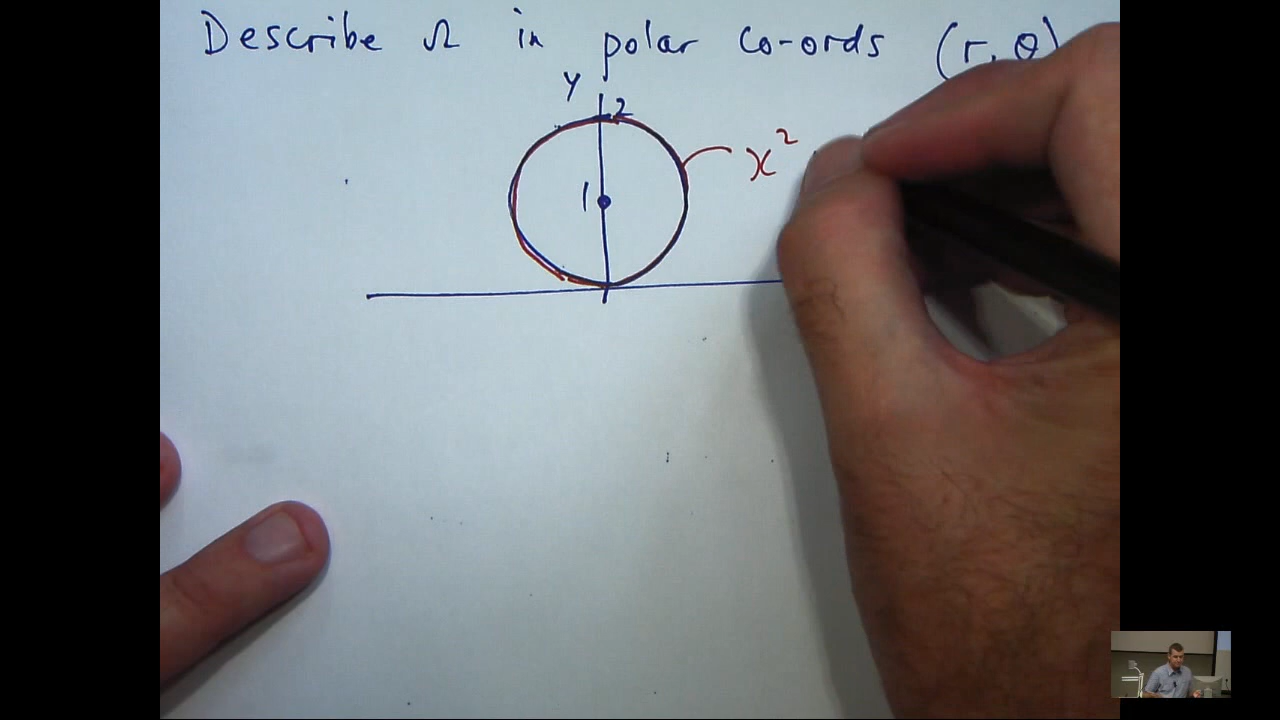 Describe Ω in polar co-ords (r, θ)
y
2
x²
1